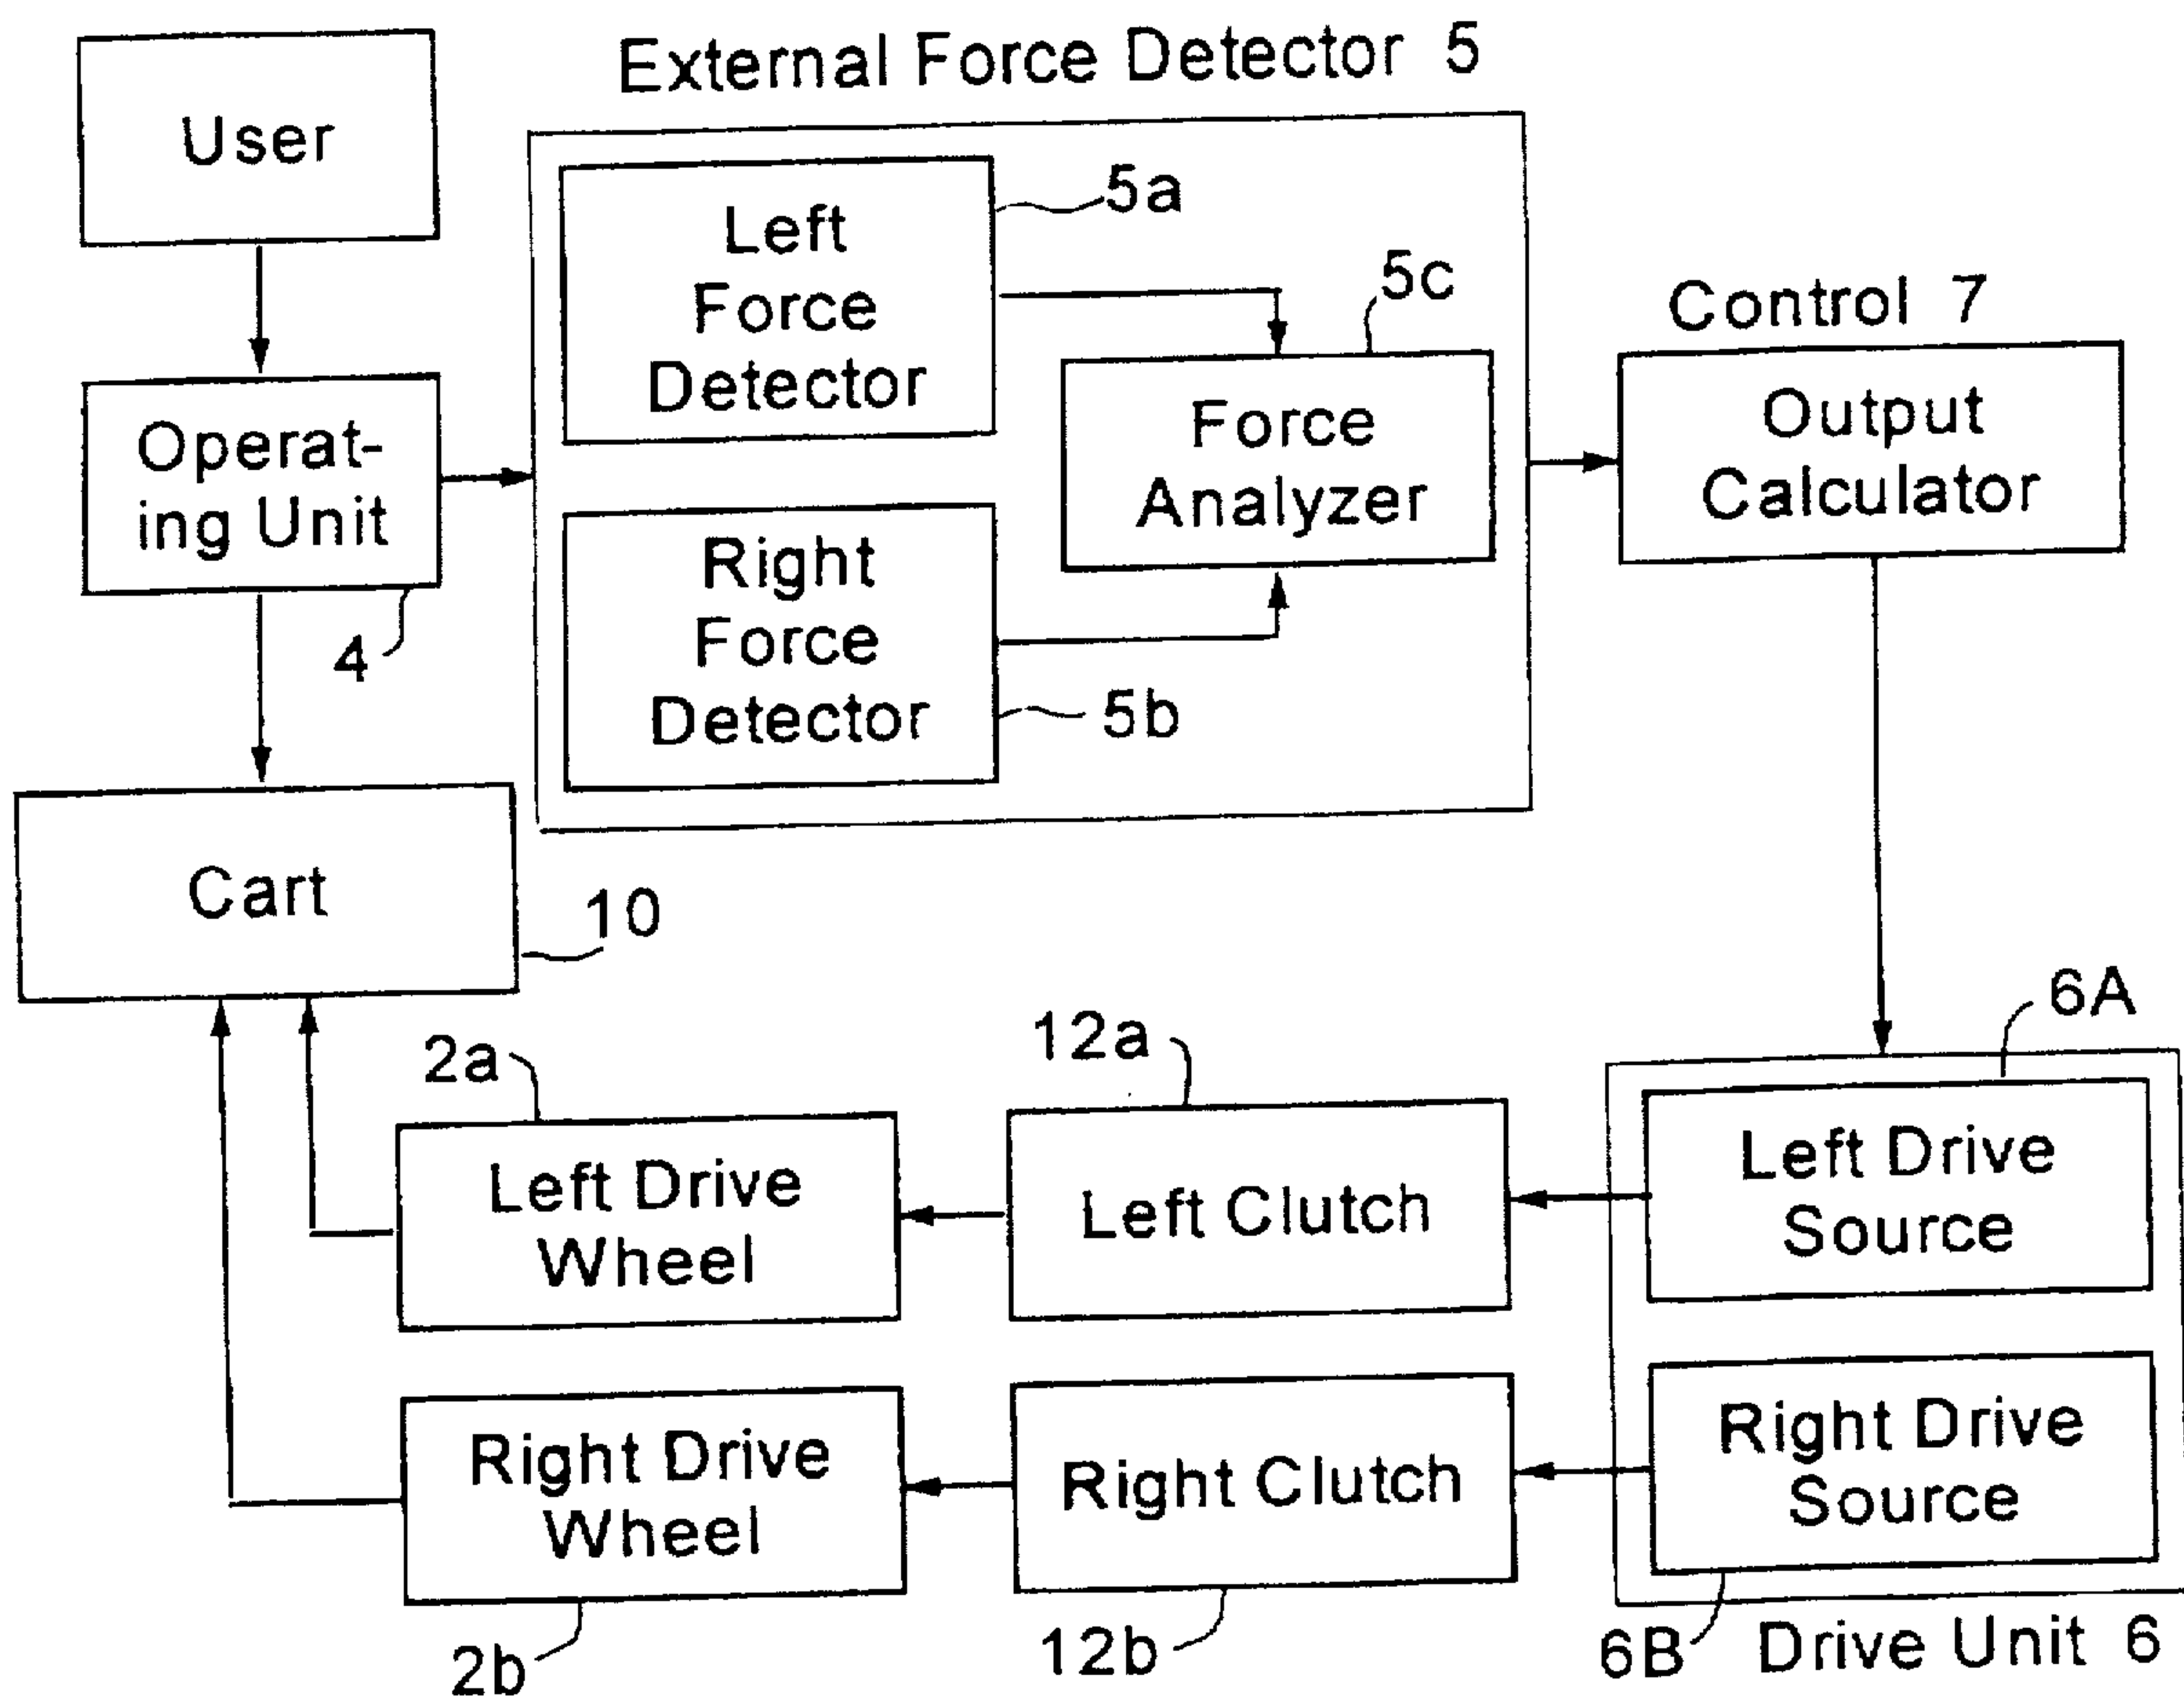 External Force Detector 5
User
5a
Left
Force
Detector
5c
Control 7
Operat-
ing Unit
Force
Analyzer
Output
Calculator
4
Right
Force
Detector
5b
Cart
10
6A
2a
12a
Left Drive
Wheel
Left Clutch
Left Drive
Source
Right Drive
Wheel
Right Clutch
Right Drive
Source
2b
12b
6B
Drive Unit 6